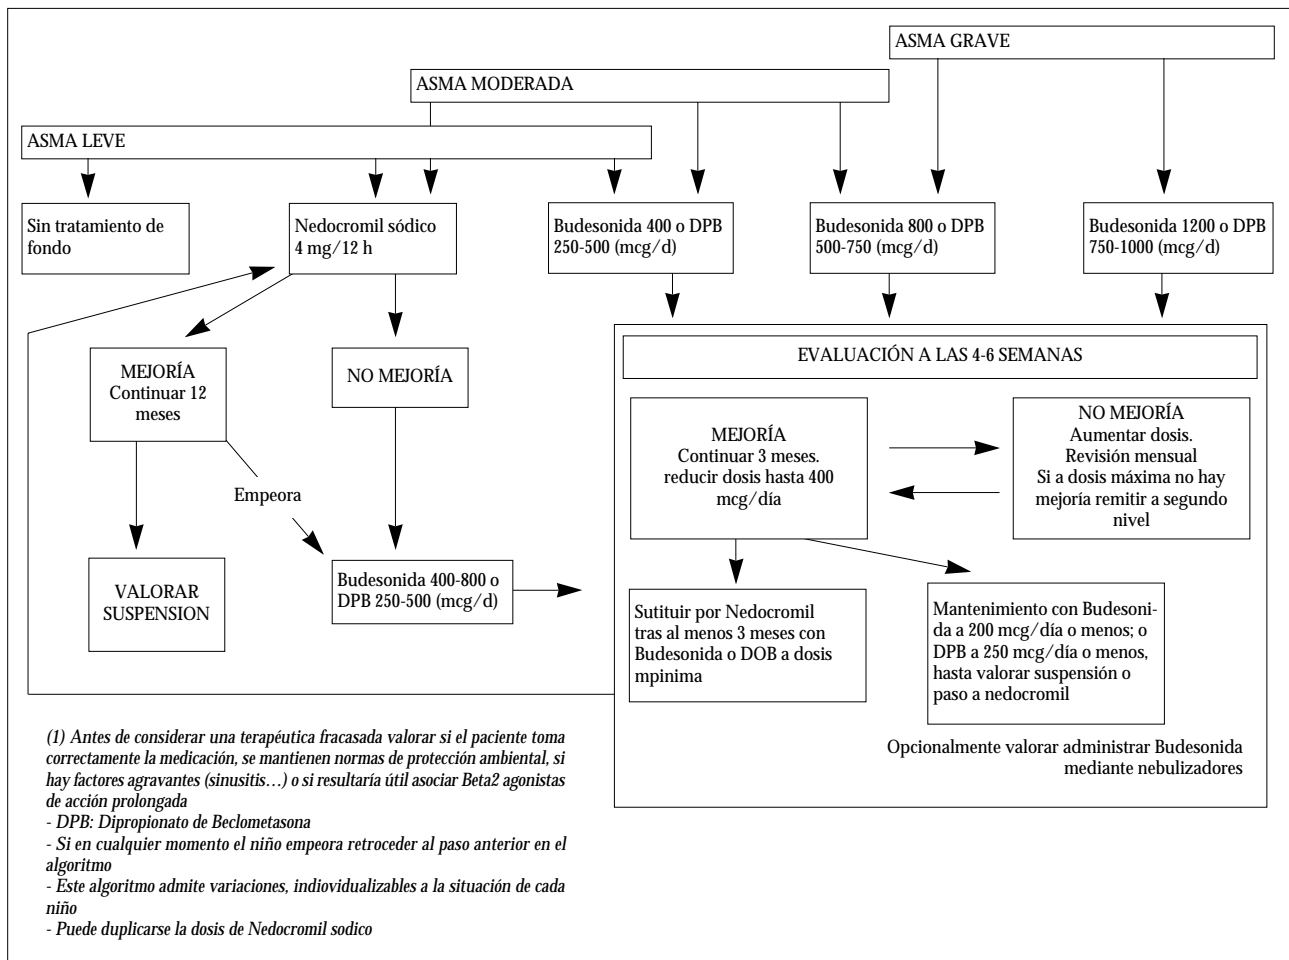 ASMA GRAVE
ASMA MODERADA
ASMA LEVE
Sin tratamiento de
fondo
Nedocromil sódico
4 mg/12 h
Budesonida 400 o DPB
250-500 (mcg/d)
Budesonida 800 o DPB
500-750 (mcg/d)
Budesonida 1200 o DPB
750-1000 (mcg/d)
MEJORÍA
Continuar 12
meses
NO MEJORÍA
Empeora
VALORAR
SUSPENSION
Budesonida 400-800 o
DPB 250-500 (mcg/d)
EVALUACIÓN A LAS 4-6 SEMANAS
MEJORÍA
Continuar 3 meses.
reducir dosis hasta 400
mcg/día
NO MEJORÍA
Aumentar dosis.
Revisión mensual
Si a dosis máxima no hay
mejoría remitir a segundo
nivel
Sutituir por Nedocromil
tras al menos 3 meses con
Budesonida o DOB a dosis
mpinima
Mantenimiento con Budesoni-
da a 200 mcg/día o menos; o
DPB a 250 mcg/día o menos,
hasta valorar suspensión o
paso a nedocromil
Opcionalmente valorar administrar Budesonida
mediante nebulizadores
(1) Antes de considerar una terapéutica fracasada valorar si el paciente toma
correctamente la medicación, se mantienen normas de protección ambiental, si
hay factores agravantes (sinusitis…) o si resultaría útil asociar Beta2 agonistas
de acción prolongada
- DPB: Dipropionato de Beclometasona
- Si en cualquier momento el niño empeora retroceder al paso anterior en el
algoritmo
- Este algoritmo admite variaciones, indiovidualizables a la situación de cada
niño
- Puede duplicarse la dosis de Nedocromil sodico